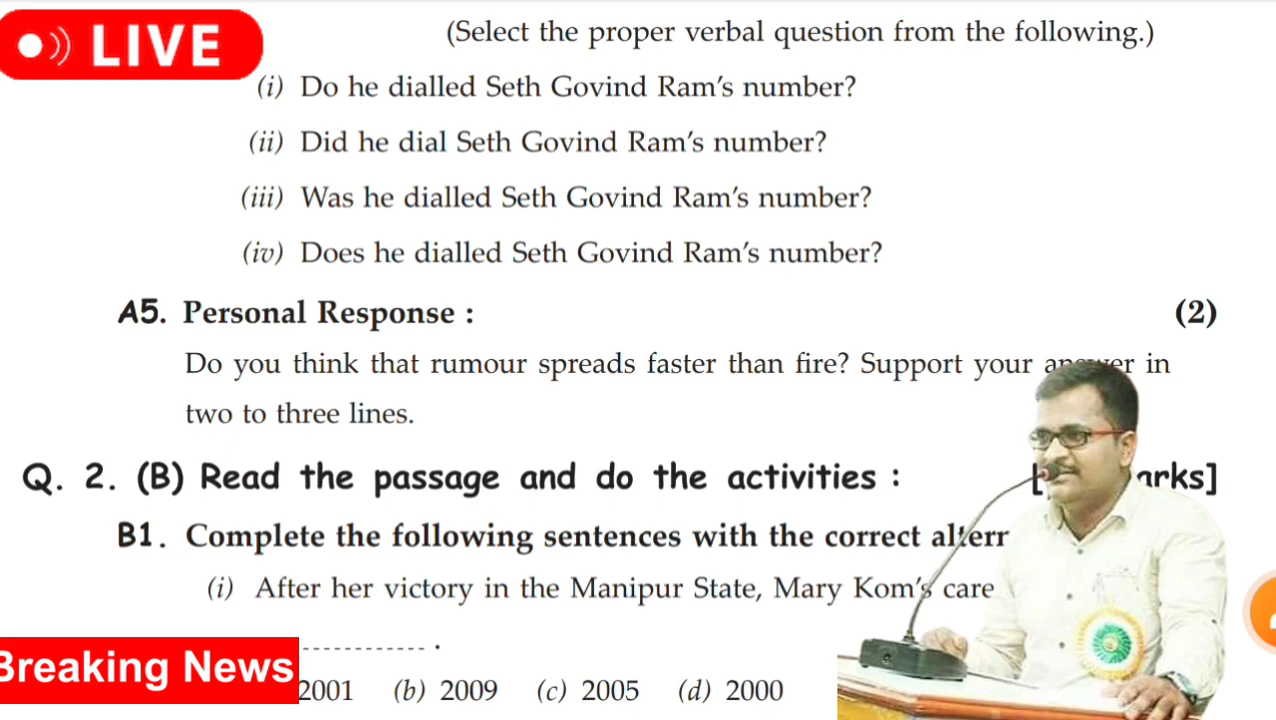 LIVE
(Select the proper verbal question from the following.)
(i) Do he dialled Seth Govind Ram's number?
(ii) Did he dial Seth Govind Ram's number?
(iii) Was he dialled Seth Govind Ram's number?
(iv) Does he dialled Seth Govind Ram's number?
A5. Personal Response : (2)
Do you think that rumour spreads faster than fire? Support your answer in
two to three lines.
Q. 2. (B) Read the passage and do the activities :
B1. Complete the following sentences with the correct
(i) After her victory in the Manipur State, Mary Kom's
------------ .
Breaking News
2001 (b) 2009 (c) 2005 (d) 2000